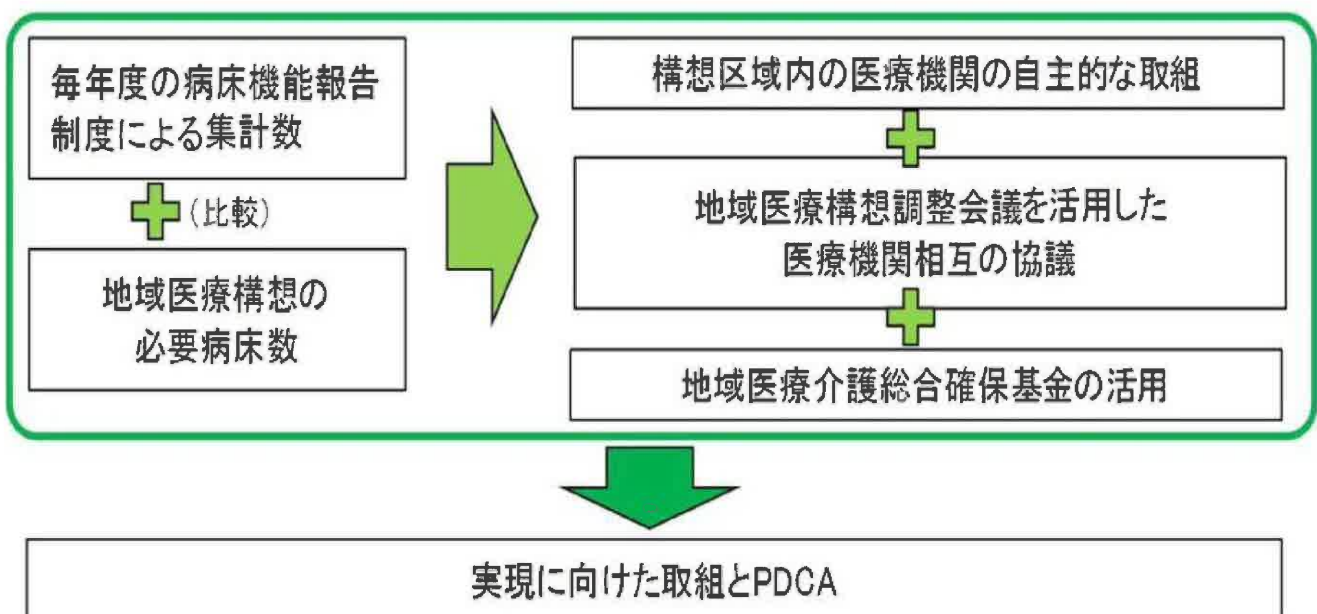 毎年度の病床機能報告
制度による集計数
(比較)
地域医療構想の
必要病床数
構想区域内の医療機関の自主的な取組
地域医療構想調整会議を活用した
医療機関相互の協議
地域医療介護総合確保基金の活用
実現に向けた取組とPDCA